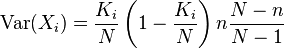 Var(X_i) = \frac{K_i}{N} \left(1 - \frac{K_i}{N}\right) n \frac{N-n}{N-1}